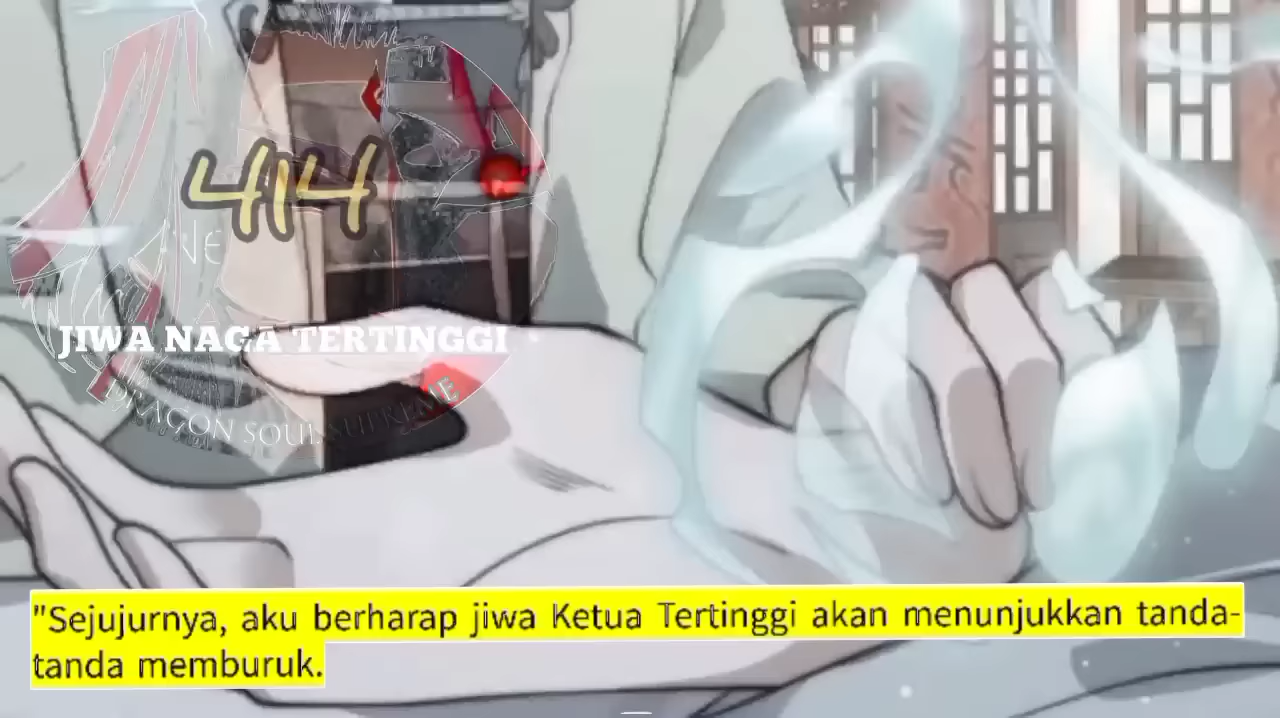 414
JIWA NAGA TERTINGGI
DRAGON SOUL SUPREME
"Sejujurnya, aku berharap jiwa Ketua Tertinggi akan menunjukkan tanda-
tanda memburuk.